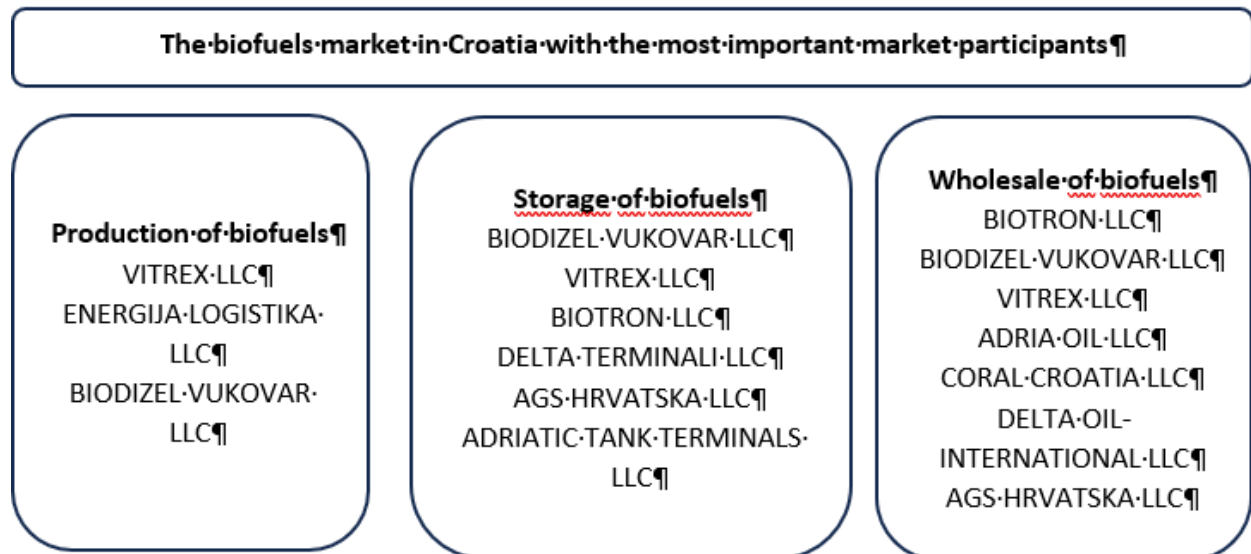 The·biofuels·market·in·Croatia·with·the·most·important·market·participants¶
Production·of·biofuels¶
VITREX·LLC¶
ENERGIJA·LOGISTIKA·
LLC¶
BIODIZEL·VUKOVAR·
LLC¶
Storage·of·biofuels¶
BIODIZEL·VUKOVAR·LLC¶
VITREX·LLC¶
BIOTRON·LLC¶
DELTA·TERMINALI·LLC¶
AGS·HRVATSKA·LLC¶
ADRIATIC·TANK·TERMINALS·
LLC¶
Wholesale·of·biofuels¶
BIOTRON·LLC¶
BIODIZEL·VUKOVAR·LLC¶
VITREX·LLC¶
ADRIA·OIL·LLC¶
CORAL·CROATIA·LLC¶
DELTA·OIL-
INTERNATIONAL·LLC¶
AGS·HRVATSKA·LLC¶